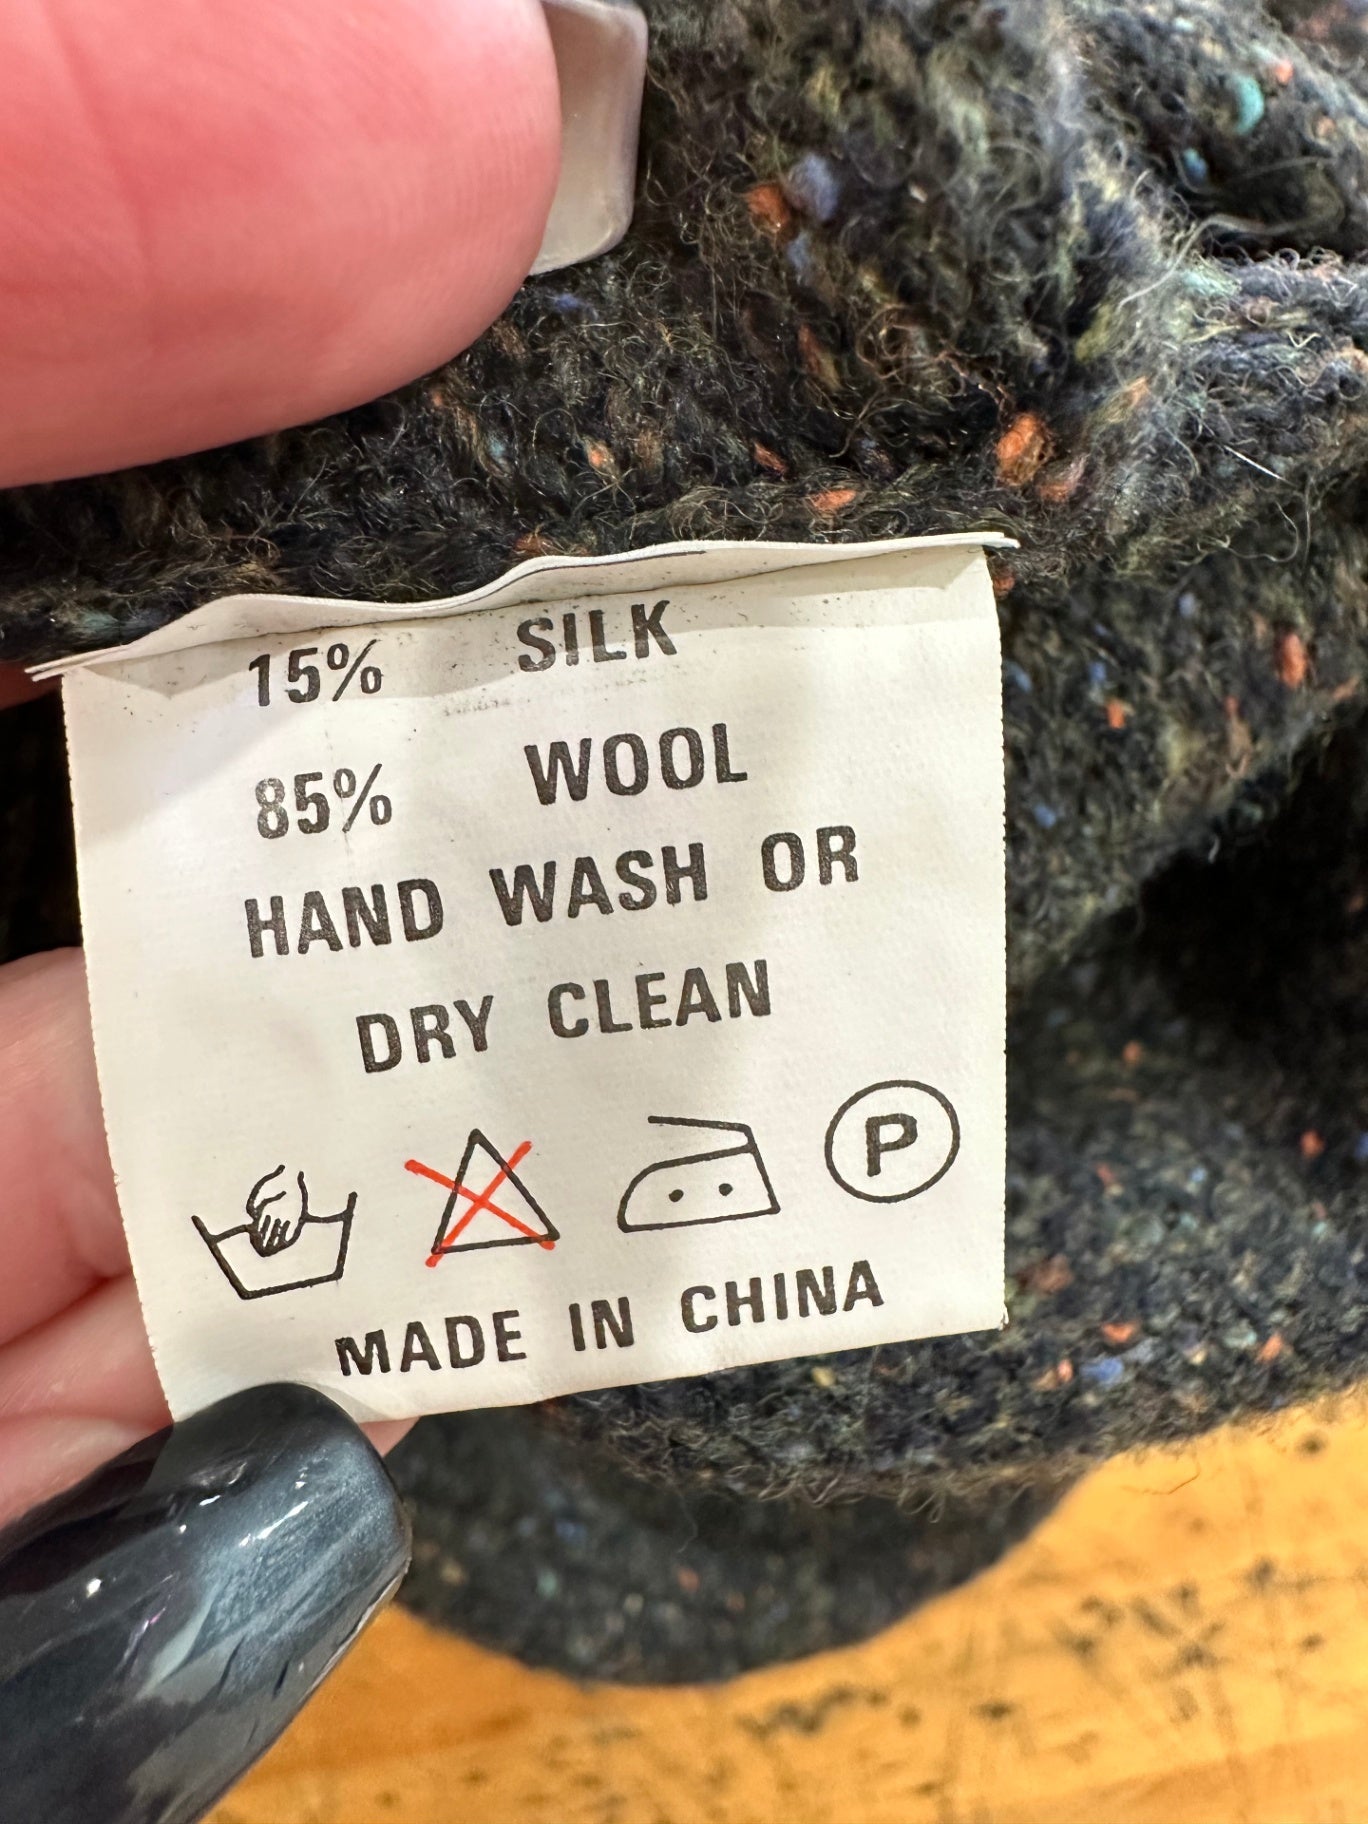 15% SILK
85% WOOL
HAND WASH OR
DRY CLEAN
P
MADE IN CHINA